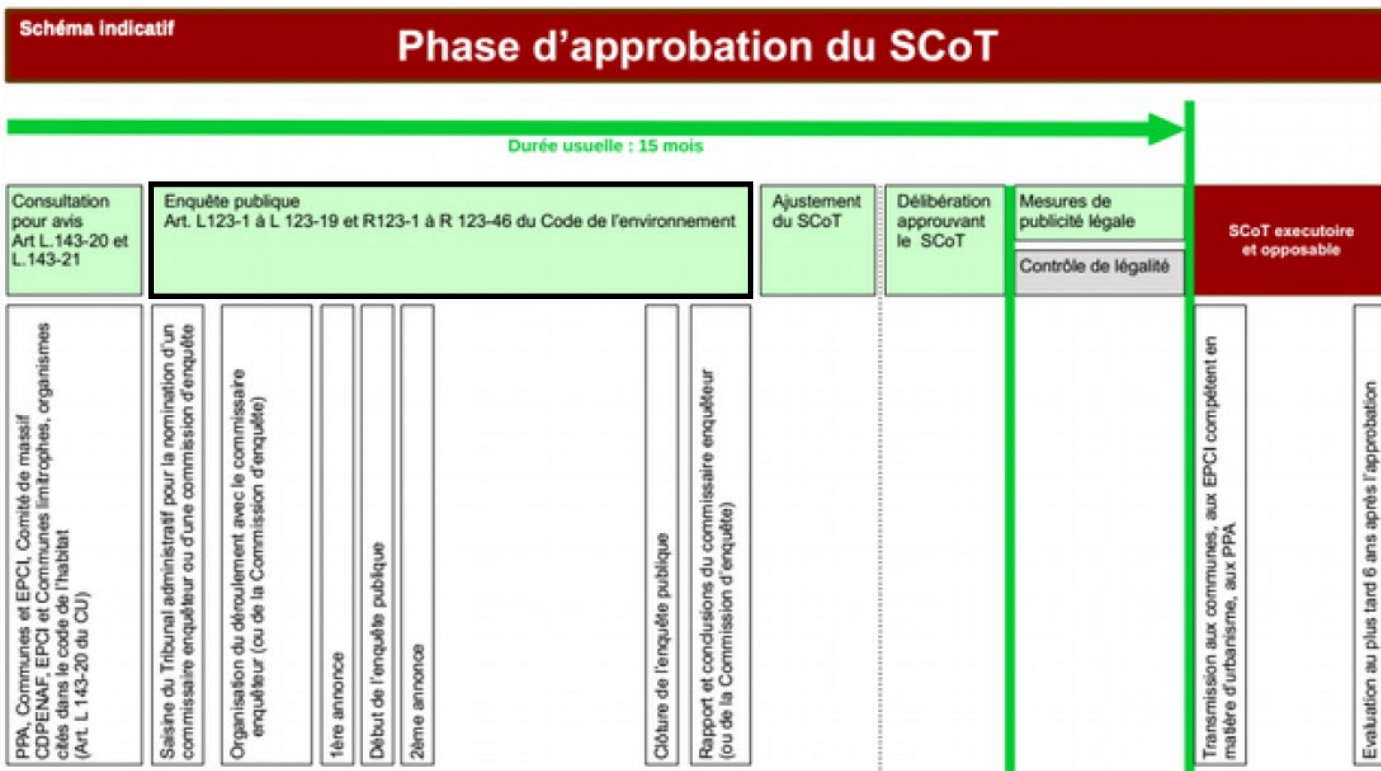 Schéma indicatif
Phase d'approbation du SCoT
Durée usuelle : 15 mois
Consultation
pour avis
Art L.143-20 et
L.143-21
Enquête publique
Art. L123-1 à L 123-19 et R123-1 à R 123-46 du Code de l'environnement
Ajustement
du SCoT
Délibération
approuvant
le SCoT
Mesures de
publicité légale
Contrôle de légalité
SCoT executoire
et opposable
PPA, Communes et EPCI, Comité de massif
CDPENAF, EPCI et Communes limitrophes, organismes
cités dans le code de l'habitat
(Art. L 143-20 du CU)
Saisine du Tribunal administratif pour la nomination d'un
commissaire enquêteur ou d'une commission d'enquête
Organisation du déroulement avec le commissaire
enquêteur (ou de la Commission d'enquête)
1ère annonce
Début de l'enquête publique
2ème annonce
Clôture de l'enquête publique
Rapport et conclusions du commissaire enquêteur
(ou de la Commission d'enquête)
Transmission aux communes, aux EPCI compétent en
matière d'urbanisme, aux PPA
Evaluation au plus tard 6 ans après l'approbation